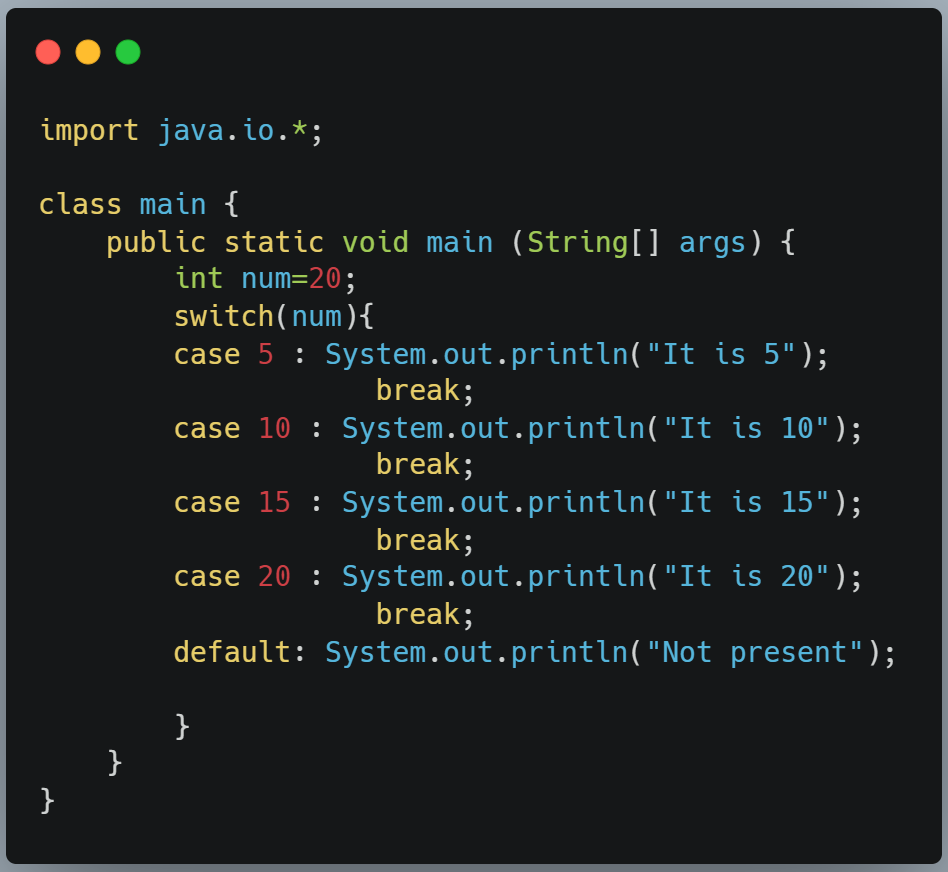 import java.io.*;
class main {
    public static void main (String[] args) {
        int num=20;
        switch(num){
        case 5 : System.out.println("It is 5");
                    break;
        case 10 : System.out.println("It is 10");
                    break;
        case 15 : System.out.println("It is 15");
                    break;
        case 20 : System.out.println("It is 20");
                    break;
        default: System.out.println("Not present");
        }
    }
}